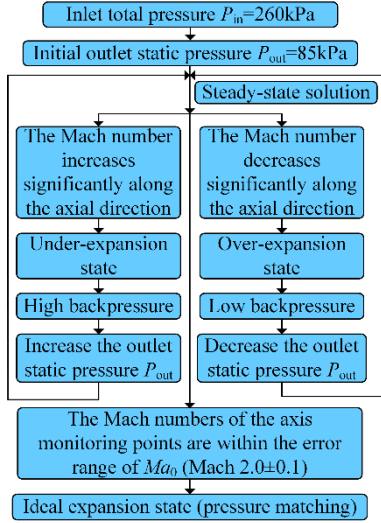 Inlet total pressure Pin=260kPa
Initial outlet static pressure Pout=85kPa
Steady-state solution
The Mach number
increases
significantly along
the axial direction
Under-expansion
state
High backpressure
Increase the outlet
static pressure Pout
The Mach number
decreases
significantly along
the axial direction
Over-expansion
state
Low backpressure
Decrease the outlet
static pressure Pout
The Mach numbers of the axis
monitoring points are within the error
range of Ma0 (Mach 2.0±0.1)
Ideal expansion state (pressure matching)